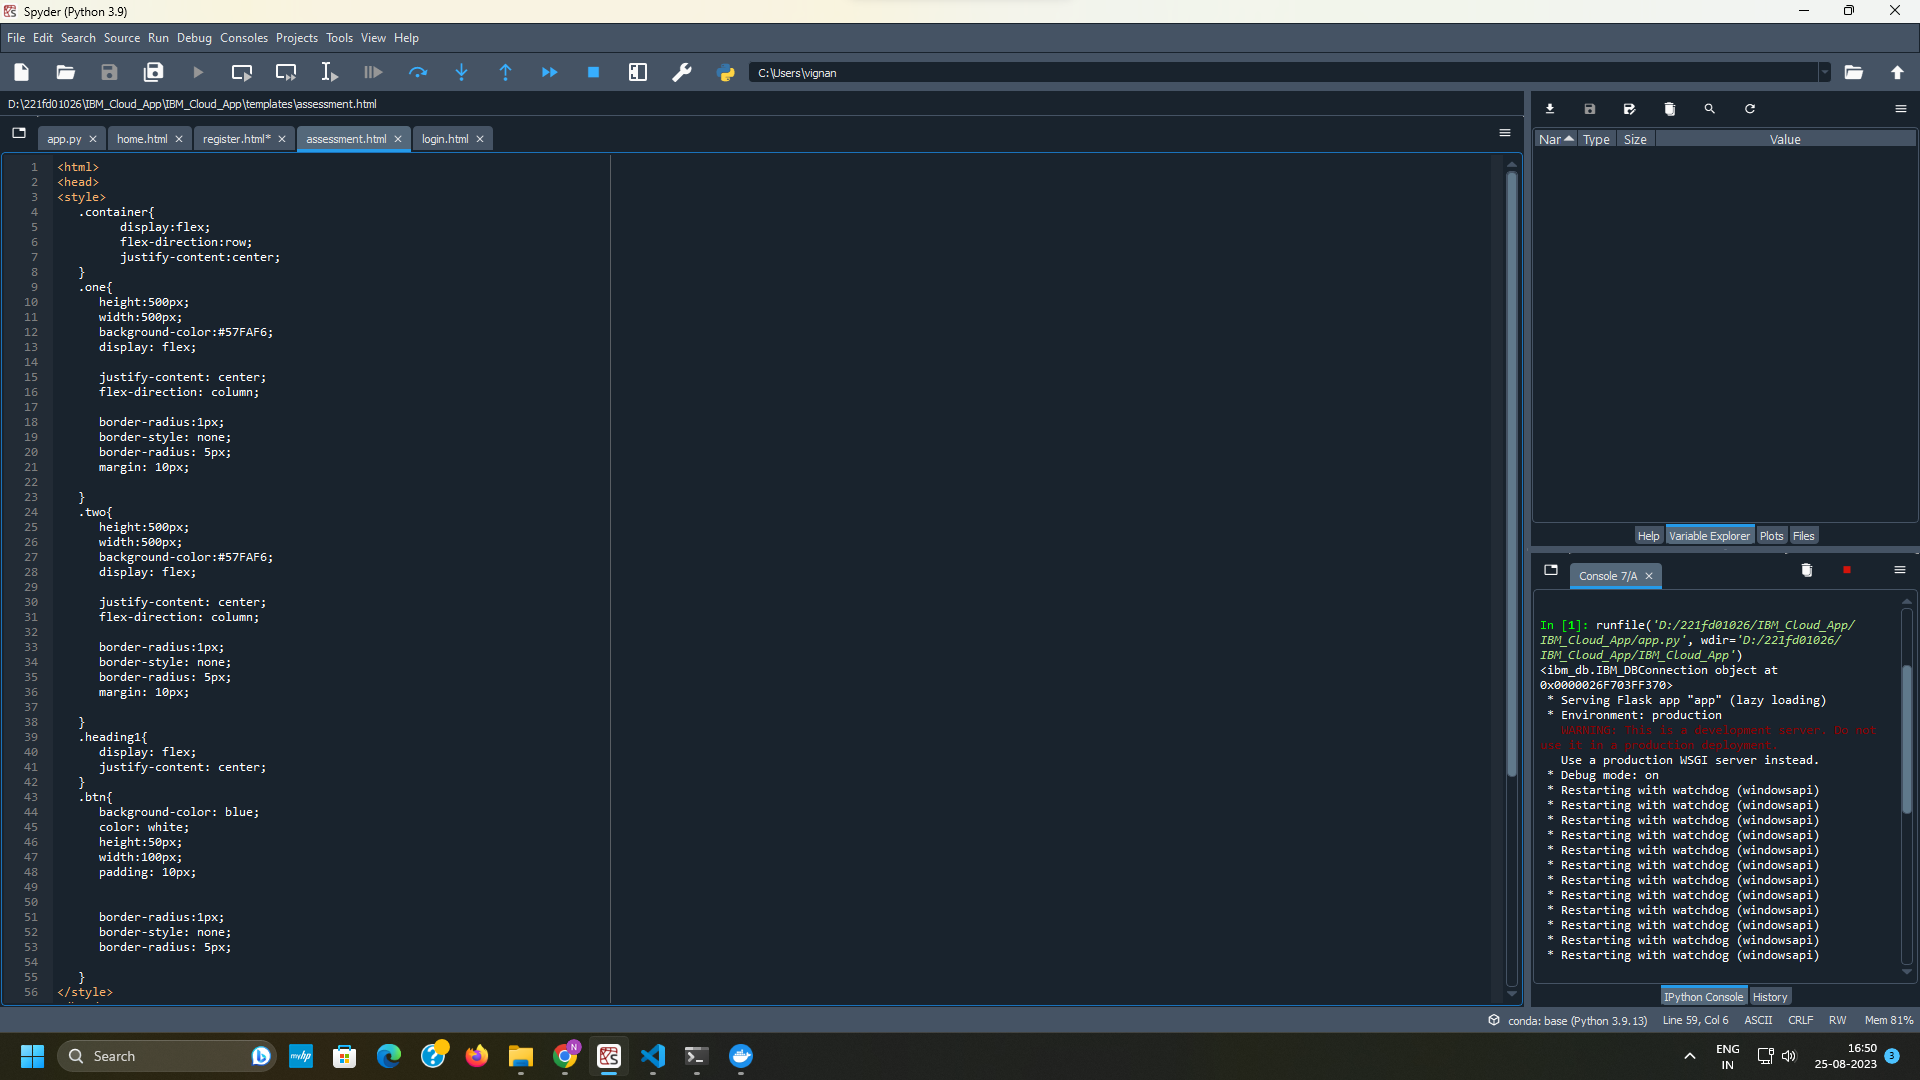 Spyder (Python 3.9)
File Edit Search Source Run Debug Consoles Projects Tools View Help
C:\Users\vignan
D:\221fd01026\IBM_Cloud_App\IBM_Cloud_App\templates\assessment.html
app.py home.html register.html* assessment.html login.html
1 <html>
2 <head>
3 <style>
4 .container{
5 display:flex;
6 flex-direction:row;
7 justify-content:center;
8 }
9 .one{
10 height:500px;
11 width:500px;
12 background-color:#57FAF6;
13 display: flex;
14
15 justify-content: center;
16 flex-direction: column;
17
18 border-radius:1px;
19 border-style: none;
20 border-radius: 5px;
21 margin: 10px;
22
23 }
24 .two{
25 height:500px;
26 width:500px;
27 background-color:#57FAF6;
28 display: flex;
29
30 justify-content: center;
31 flex-direction: column;
32
33 border-radius:1px;
34 border-style: none;
35 border-radius: 5px;
36 margin: 10px;
37
38 }
39 .heading1{
40 display: flex;
41 justify-content: center;
42 }
43 .btn{
44 background-color: blue;
45 color: white;
46 height:50px;
47 width:100px;
48 padding: 10px;
49
50
51 border-radius:1px;
52 border-style: none;
53 border-radius: 5px;
54
55 }
56 </style>
Nar Type Size Value
Help Variable Explorer Plots Files
Console 7/A
In [1]: runfile('D:/221fd01026/IBM_Cloud_App/
IBM_Cloud_App/app.py', wdir='D:/221fd01026/
IBM_Cloud_App/IBM_Cloud_App')
<ibm_db.IBM_DBConnection object at
0x0000026F703FF370>
* Serving Flask app "app" (lazy loading)
* Environment: production
WARNING: This is a development server. Do not
use it in a production deployment.
Use a production WSGI server instead.
* Debug mode: on
* Restarting with watchdog (windowsapi)
* Restarting with watchdog (windowsapi)
* Restarting with watchdog (windowsapi)
* Restarting with watchdog (windowsapi)
* Restarting with watchdog (windowsapi)
* Restarting with watchdog (windowsapi)
* Restarting with watchdog (windowsapi)
* Restarting with watchdog (windowsapi)
* Restarting with watchdog (windowsapi)
* Restarting with watchdog (windowsapi)
* Restarting with watchdog (windowsapi)
* Restarting with watchdog (windowsapi)
IPython Console History
conda: base (Python 3.9.13) Line 59, Col 6 ASCII CRLF RW Mem 81%
Search
myhp
N
ENG
IN
16:50
25-08-2023
3